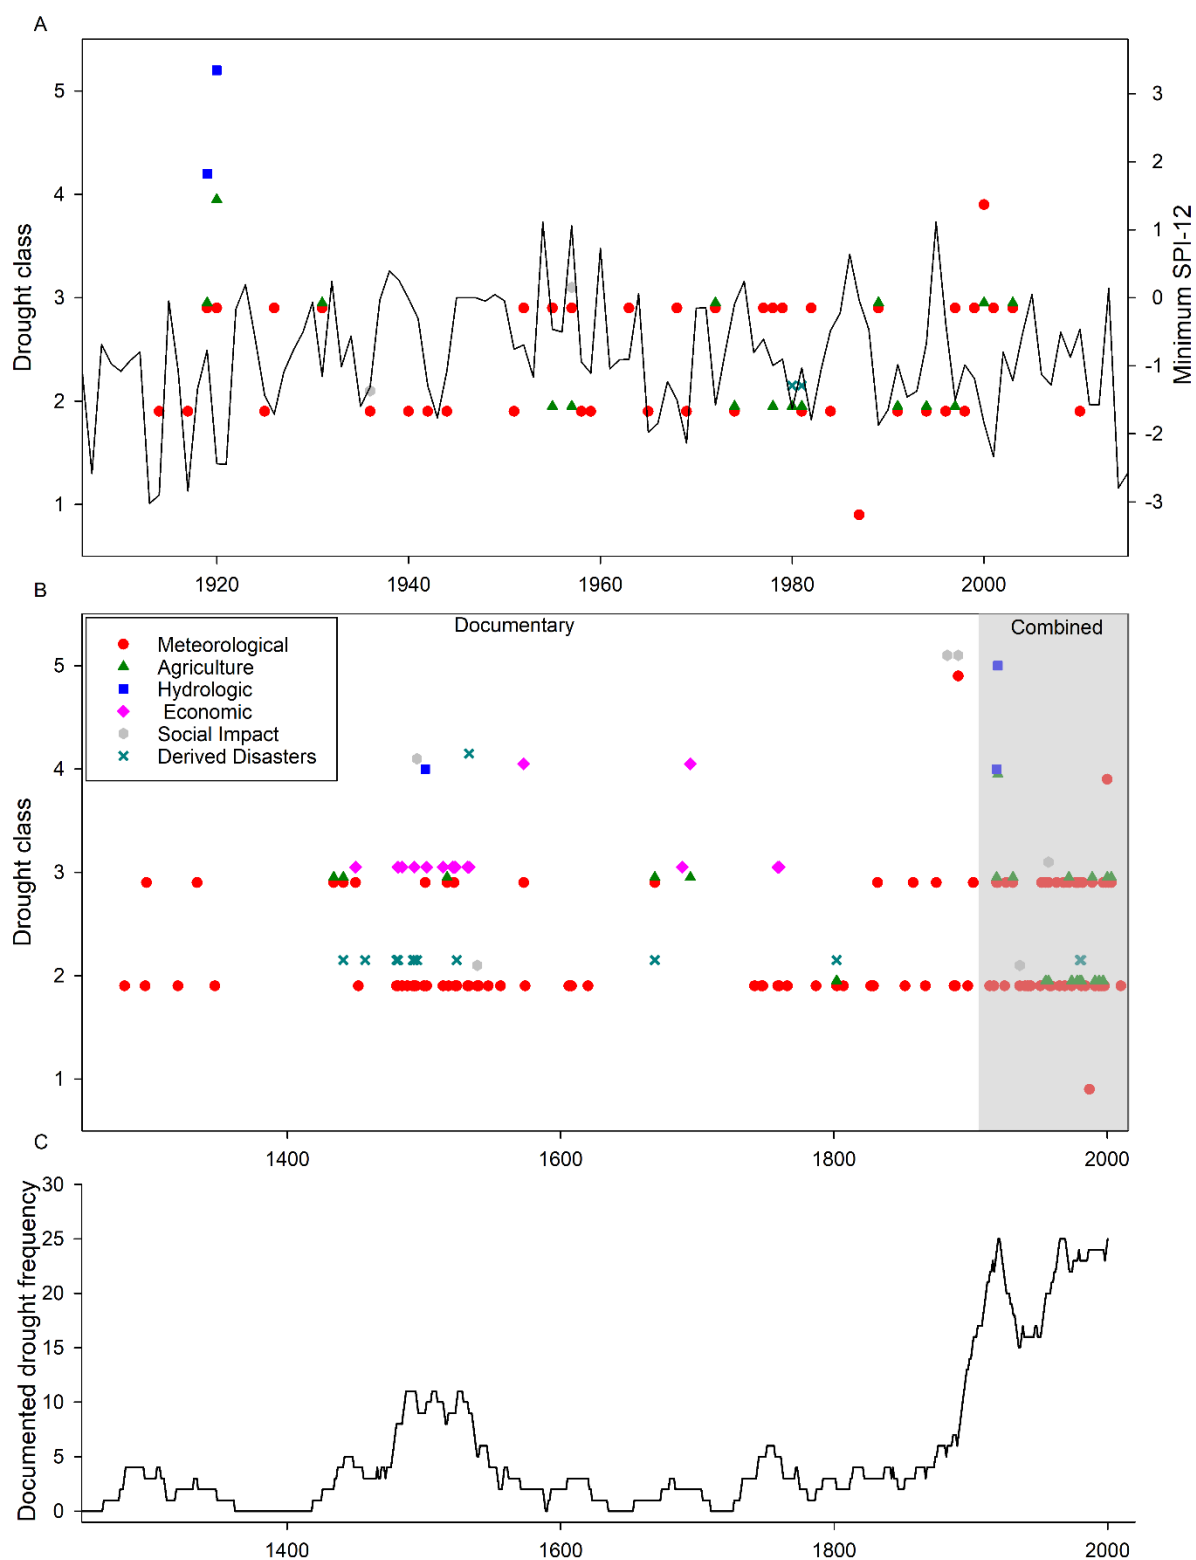 A
Drought class
5
4
3
2
1
3
2
1
0
-1
-2
-3
Minimum SPI-12
1920
1940
1960
1980
2000
B
Documentary
Combined
Meteorological
Agriculture
Hydrologic
Economic
Social Impact
Derived Disasters
Drought class
5
4
3
2
1
1400
1600
1800
2000
C
Documented drought frequency
30
25
20
15
10
5
0
1400
1600
1800
2000